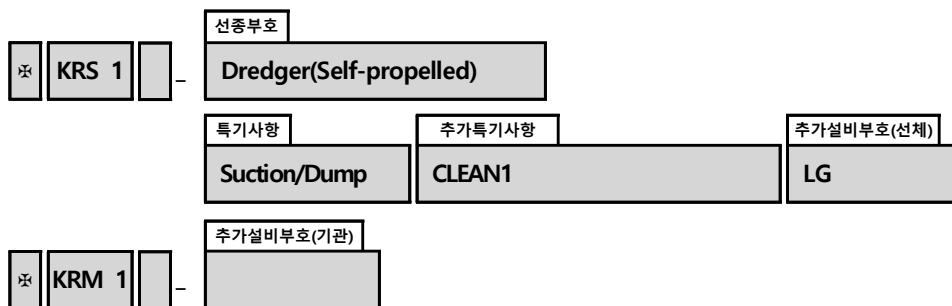 선종부호
✠ KRS 1 - Dredger(Self-propelled)
특기사항 추가특기사항 추가설비부호(선체)
Suction/Dump CLEAN1 LG
추가설비부호(기관)
✠ KRM 1 -